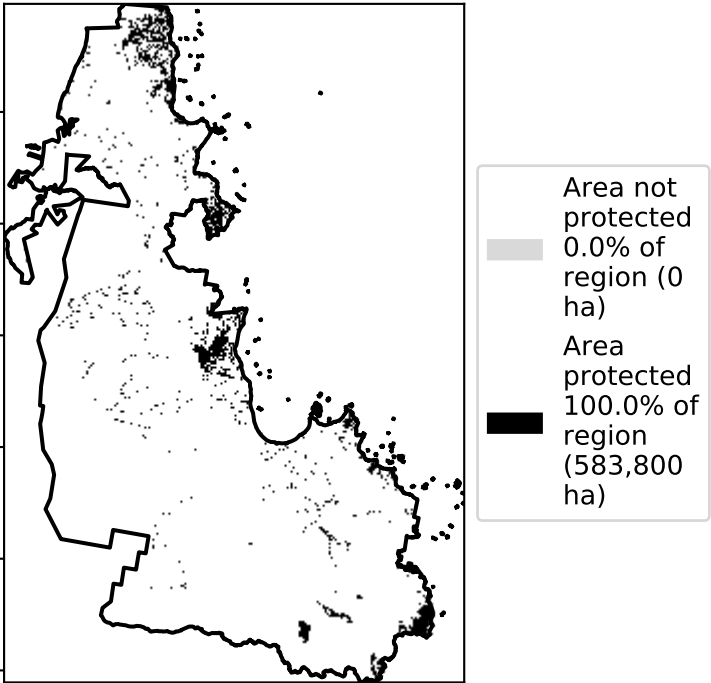 Area not
protected
0.0% of
region (0
ha)
Area
protected
100.0% of
region
(583,800
ha)